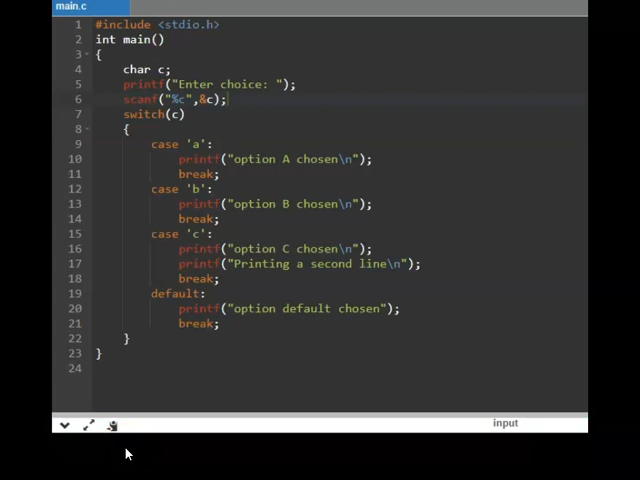 main.c
1 #include <stdio.h>
2 int main()
3 {
4 char c;
5 printf("Enter choice: ");
6 scanf("%c",&c);
7 switch(c)
8 {
9 case 'a':
10 printf("option A chosen\n");
11 break;
12 case 'b':
13 printf("option B chosen\n");
14 break;
15 case 'c':
16 printf("option C chosen\n");
17 printf("Printing a second line\n");
18 break;
19 default:
20 printf("option default chosen");
21 break;
22 }
23 }
24
input